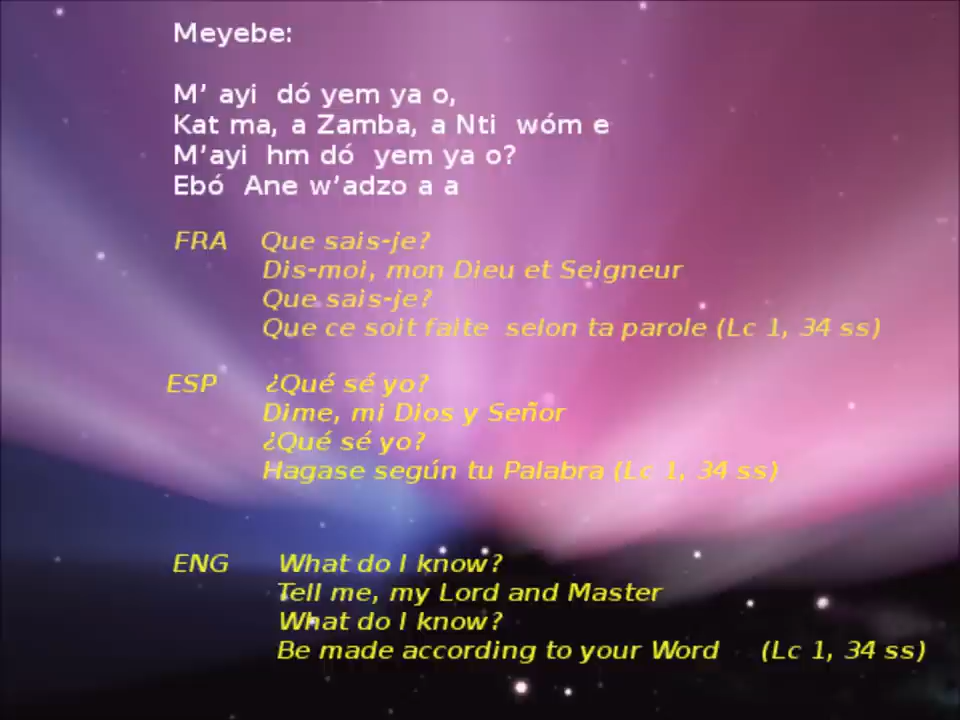 Meyebe:
M' ayi dó yem ya o,
Kat ma, a Zamba, a Nti wóm e
M'ayi hm dó yem ya o?
Ebó Ane w'adzo a a
FRA Que sais-je?
Dis-moi, mon Dieu et Seigneur
Que sais-je?
Que ce soit faite selon ta parole (Lc 1, 34 ss)
ESP ¿Qué sé yo?
Dime, mi Dios y Señor
¿Qué sé yo?
Hagase según tu Palabra (Lc 1, 34 ss)
ENG What do I know?
Tell me, my Lord and Master
What do I know?
Be made according to your Word (Lc 1, 34 ss)